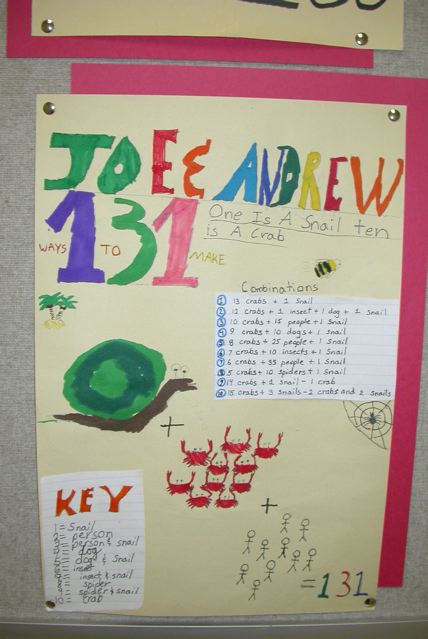 JOE & ANDREW
WAYS TO MAKE
131
One Is A Snail ten
is A Crab
Combinations
1 13 crabs + 1 Snail
2 12 crabs + 1 insect + 1 dog + 1 snail
3 10 crabs + 15 people + 1 Snail
4 9 crabs + 10 dogs + 1 snail
5 8 crabs + 25 people + 1 snail
6 7 crabs + 10 insects + 1 Snail
7 6 crabs + 35 people + 1 Snail
8 5 crabs + 10 spiders + 1 Snail
9 14 crabs + 1 snail - 1 crab
10 15 crabs + 3 snails - 2 crabs and 2 snails
+
+
= 131
KEY
1 = Snail
2 = person
3 = person & snail
4 = dog
5 = dog & Snail
6 = insect
7 = insect & snail
8 = spider
9 = spider & snail
10 = crab